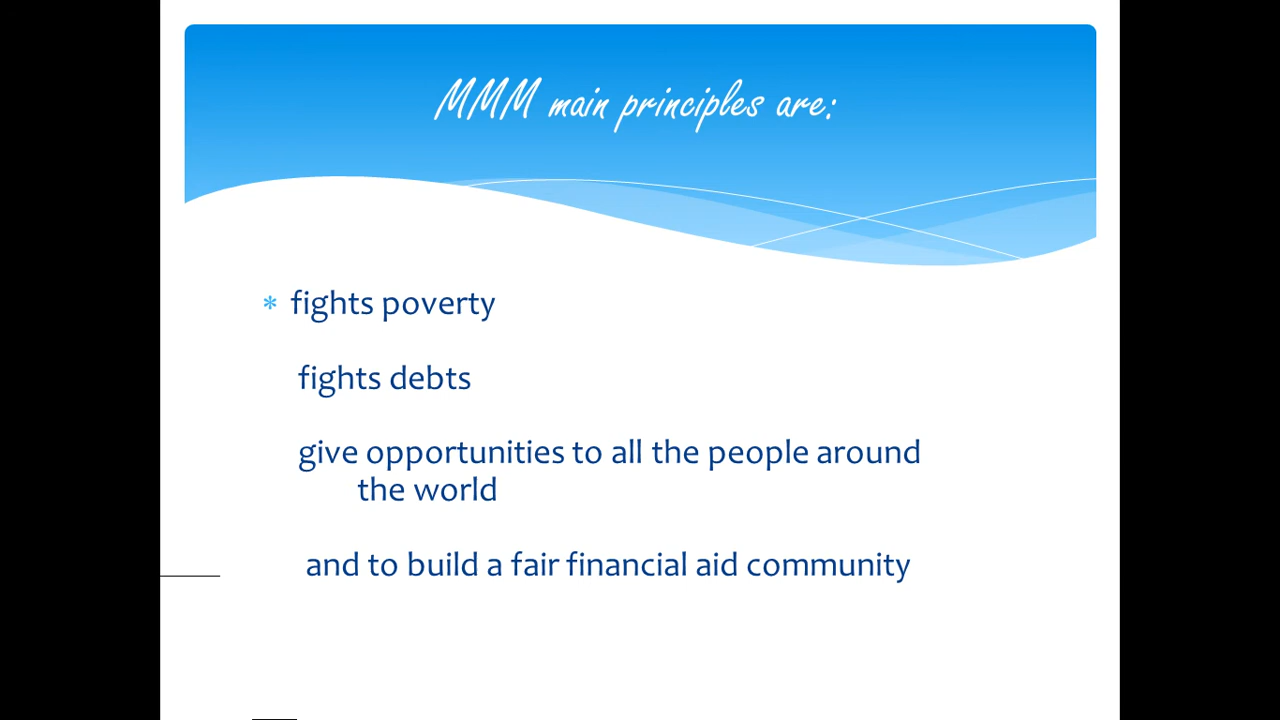 MMM main principles are:
* fights poverty
fights debts
give opportunities to all the people around
the world
and to build a fair financial aid community